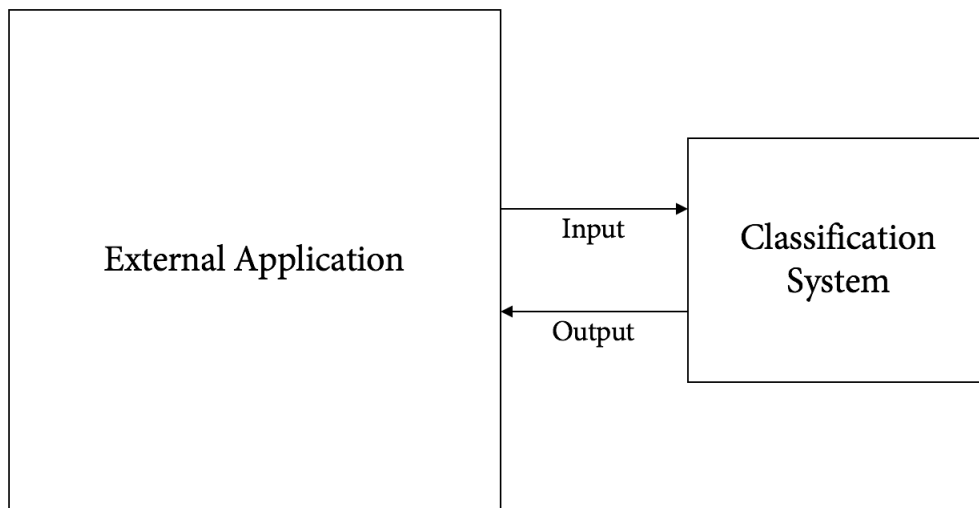 External Application
Input
Output
Classification
System